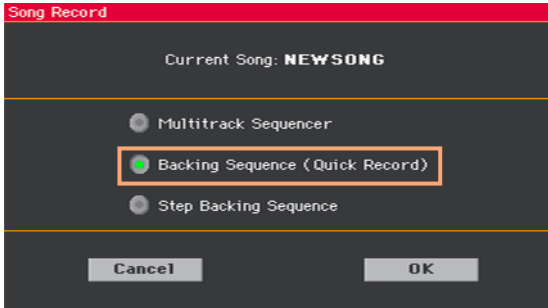 Song Record
Current Song: NEWSONG
Multitrack Sequencer
Backing Sequence (Quick Record)
Step Backing Sequence
Cancel OK